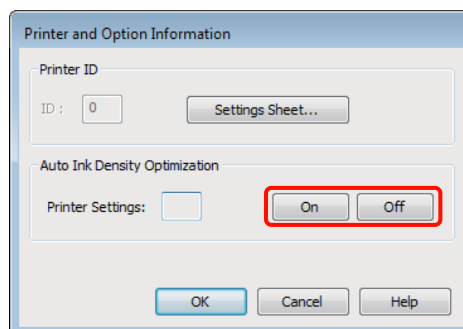 Printer and Option Information
Printer ID
ID : 0 Settings Sheet...
Auto Ink Density Optimization
Printer Settings: On Off
OK Cancel Help